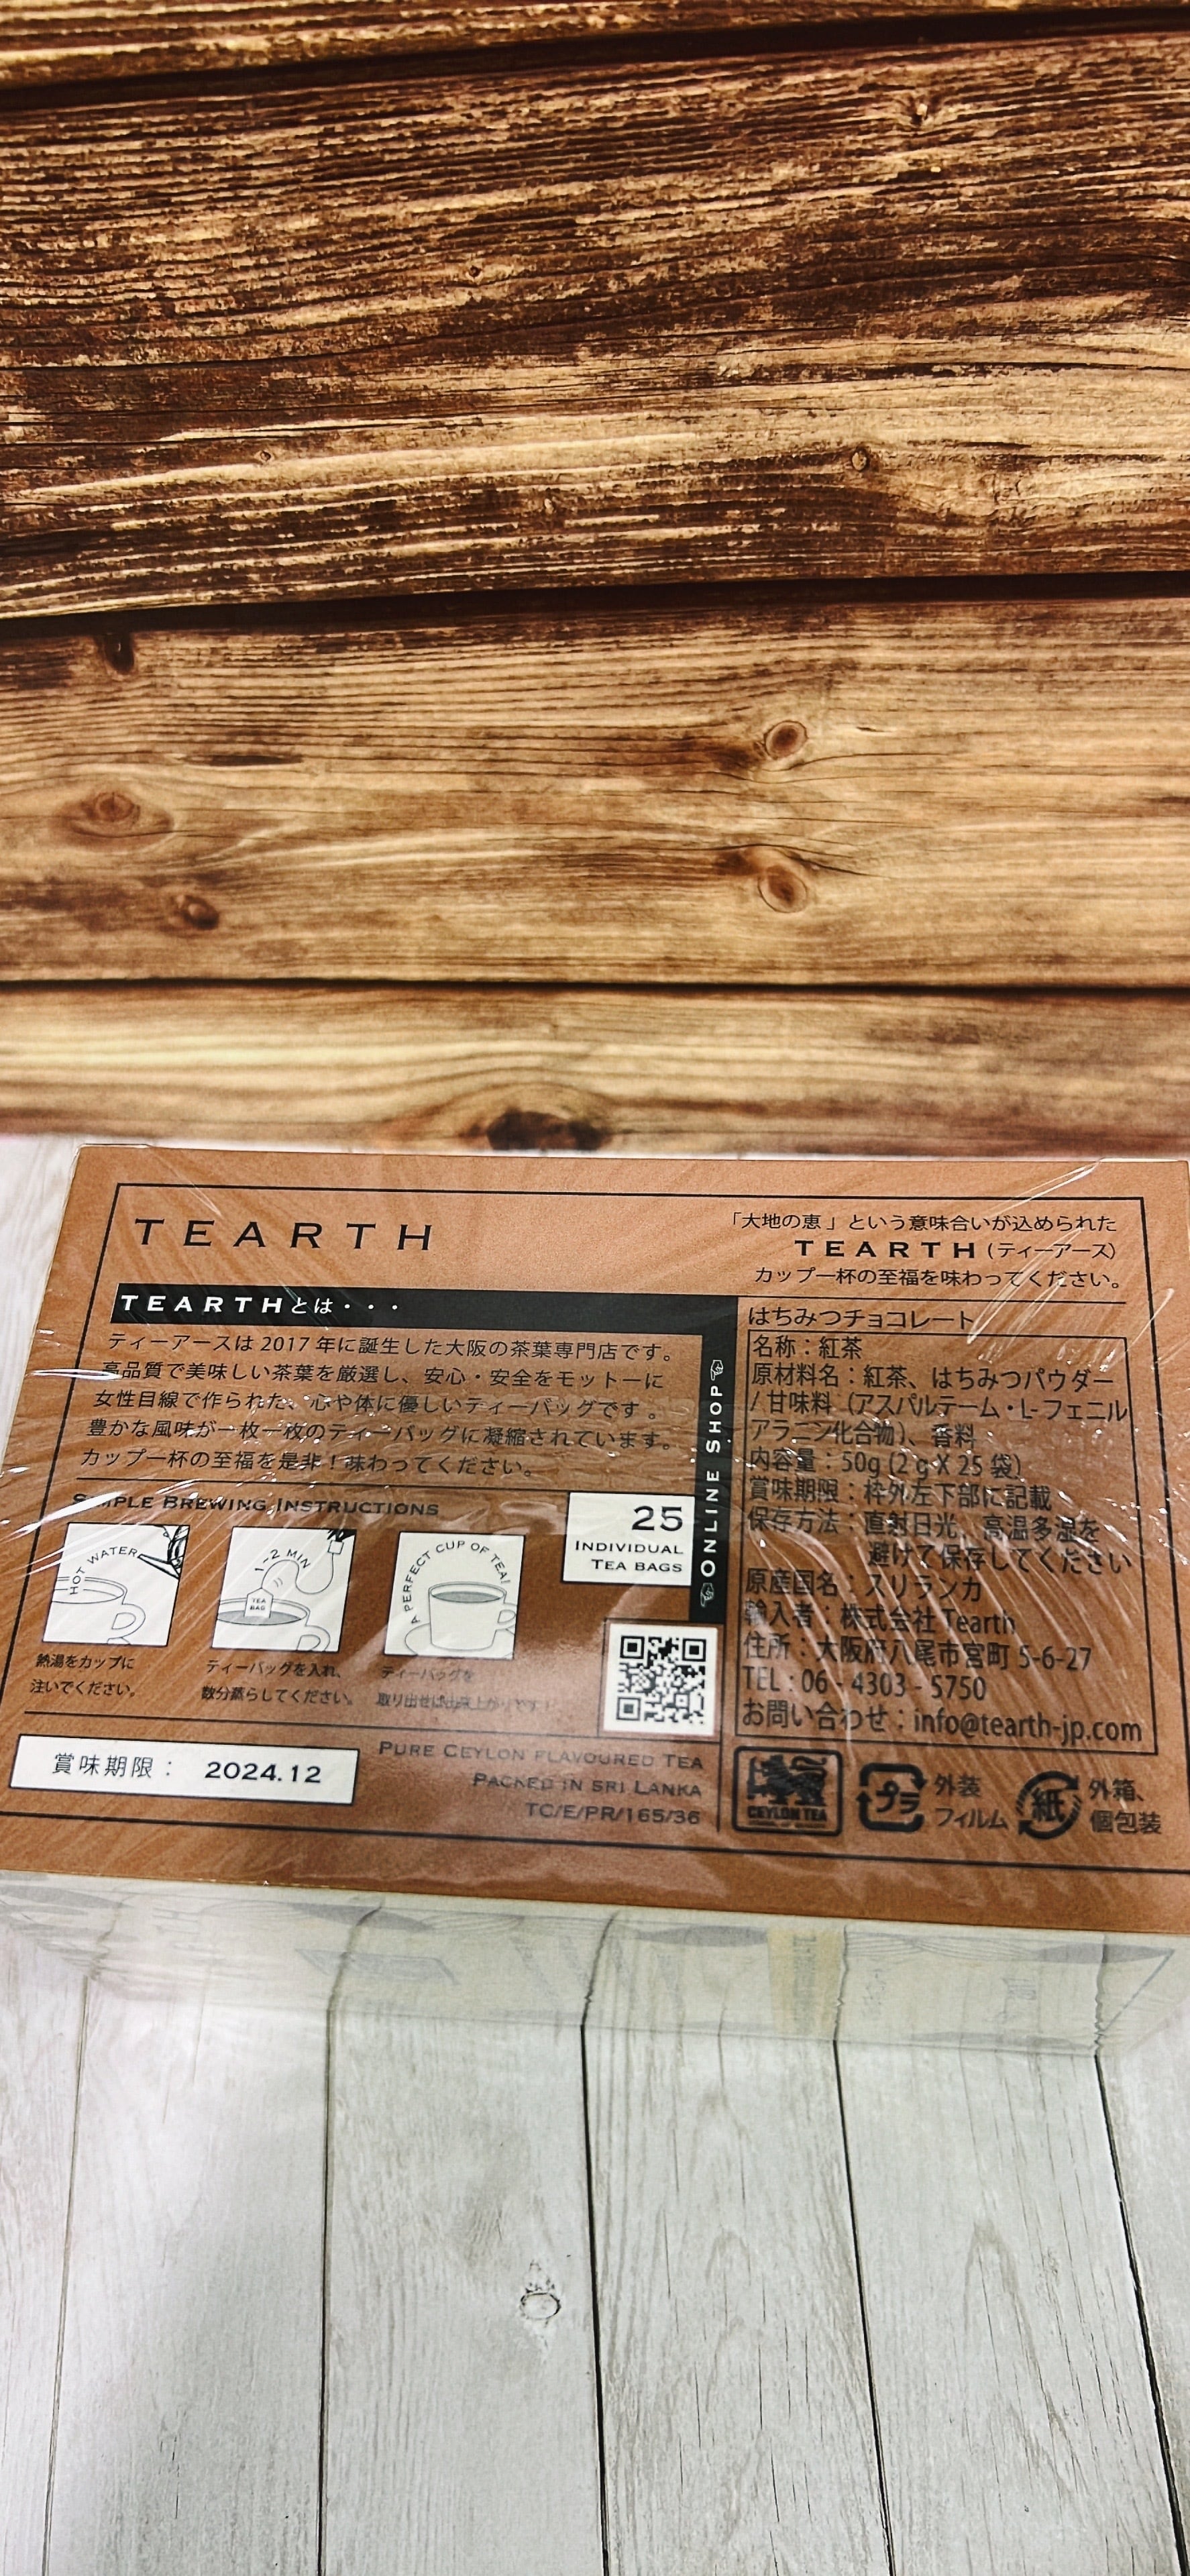 TEARTH
「大地の恵」という意味合いが込められた
TEARTH(ティーアース)
カップ一杯の至福を味わってください。
TEARTHとは・・・
ティーアースは 2017 年に誕生した大阪の茶葉専門店です。
高品質で美味しい茶葉を厳選し、安心・安全をモットーに
女性目線で作られた、心や体に優しいティーバッグです 。
豊かな風味が一枚一枚のティーバッグに凝縮されています。
カップ一杯の至福を是非！味わってください。
SIMPLE BREWING INSTRUCTIONS
HOT WATER
1-2 MIN
TEA
BAG
A PERFECT CUP OF TEA!
熱湯をカップに
注いでください。
ティーバッグを入れ、
数分蒸らしてください。
ティーバッグを
取り出せば出来上がりです！
25
INDIVIDUAL
TEA BAGS
ONLINE SHOP
賞味期限： 2024.12
PURE CEYLON FLAVOURED TEA
PACKED IN SRI LANKA
TC/E/PR/165/36
はちみつチョコレート
名称：紅茶
原材料名：紅茶、はちみつパウダー
/ 甘味料（アスパルテーム・L-フェニル
アラニン化合物）、香料
内容量：50g (2 g X 25 袋)
賞味期限：枠外左下部に記載
保存方法：直射日光、高温多湿を
避けて保存してください
原産国名：スリランカ
輸入者：株式会社 Tearth
住所：大阪府八尾市宮町 5-6-27
TEL : 06 - 4303 - 5750
お問い合わせ：info@tearth-jp.com
CEYLON TEA
プラ
外装
フィルム
紙
外箱、
個包装